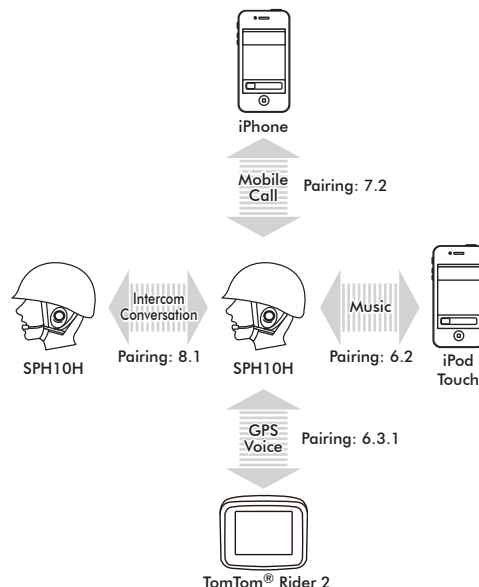 iPhone
Mobile
Call
Pairing: 7.2
Intercom
Conversation
Music
Pairing: 8.1
Pairing: 6.2
SPH10H
SPH10H
iPod
Touch
GPS
Voice
Pairing: 6.3.1
TomTom® Rider 2